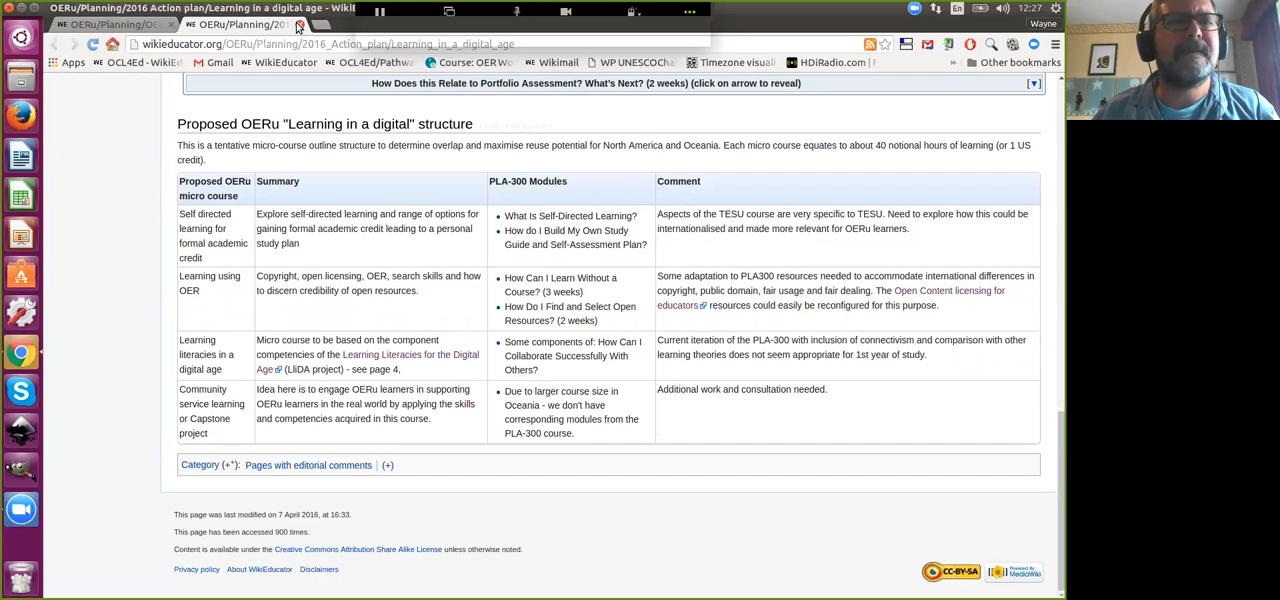 OERu/Planning/2016 Action plan/Learning in a digital age - WikiE
12:27
En
WE OERu/Planning/O
WE OERu/Planning/201
Wayne
wikieducator.org/OERu/Planning/2016_Action_plan/Learning_in_a_digital_age
Apps
WE OCL4Ed - WikiEd
Gmail
WE WikiEducator
WE OCL4Ed/Pathwa
Course: OER Wo
WE Wikimail
WP UNESCOCha
Timezone visuali
HDiRadio.com | F
»
Other bookmarks
How Does this Relate to Portfolio Assessment? What's Next? (2 weeks) (click on arrow to reveal)
[▼]
Proposed OERu "Learning in a digital" structure
This is a tentative micro-course outline structure to determine overlap and maximise reuse potential for North America and Oceania. Each micro course equates to about 40 notional hours of learning (or 1 US
credit).
Proposed OERu
micro course
Summary
PLA-300 Modules
Comment
Self directed
learning for
formal academic
credit
Explore self-directed learning and range of options for
gaining formal academic credit leading to a personal
study plan
• What Is Self-Directed Learning?
• How do I Build My Own Study
Guide and Self-Assessment Plan?
Aspects of the TESU course are very specific to TESU. Need to explore how this could be
internationalised and made more relevant for OERu learners.
Learning using
OER
Copyright, open licensing, OER, search skills and how
to discern credibility of open resources.
• How Can I Learn Without a
Course? (3 weeks)
• How Do I Find and Select Open
Resources? (2 weeks)
Some adaptation to PLA300 resources needed to accommodate international differences in
copyright, public domain, fair usage and fair dealing. The Open Content licensing for
educators resources could easily be reconfigured for this purpose.
Learning
literacies in a
digital age
Micro course to be based on the component
competencies of the Learning Literacies for the Digital
Age (LliDA project) - see page 4,
• Some components of: How Can I
Collaborate Successfully With
Others?
Current iteration of the PLA-300 with inclusion of connectivism and comparison with other
learning theories does not seem appropriate for 1st year of study.
Community
service learning
or Capstone
project
Idea here is to engage OERu learners in supporting
OERu learners in the real world by applying the skills
and competencies acquired in this course.
• Due to larger course size in
Oceania - we don't have
corresponding modules from the
PLA-300 course.
Additional work and consultation needed.
Category (++): Pages with editorial comments | (+)
This page was last modified on 7 April 2016, at 16:33.
This page has been accessed 900 times.
Content is available under the Creative Commons Attribution Share Alike License unless otherwise noted.
Privacy policy
About WikiEducator
Disclaimers
CC-BY-SA
Powered By
MediaWiki